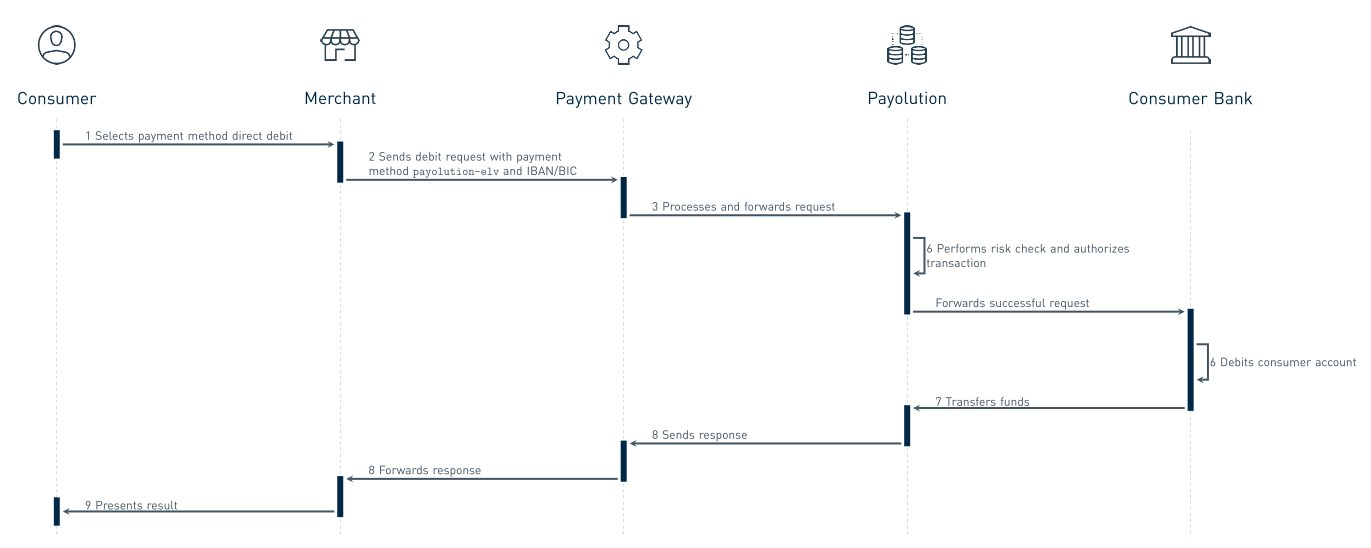 Consumer
Merchant
Payment Gateway
Payolution
Consumer Bank
1 Selects payment method direct debit
2 Sends debit request with payment
method payolution-elv and IBAN/BIC
3 Processes and forwards request
6 Performs risk check and authorizes
transaction
Forwards successful request
6 Debits consumer account
7 Transfers funds
8 Sends response
8 Forwards response
9 Presents result